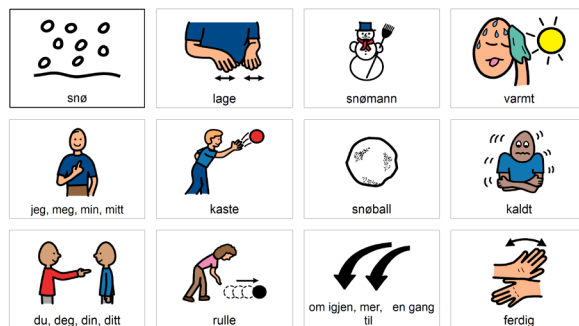 snø
lage
snømann
varmt
jeg, meg, min, mitt
kaste
snøball
kaldt
du, deg, din, ditt
rulle
om igjen, mer, en gang
til
ferdig